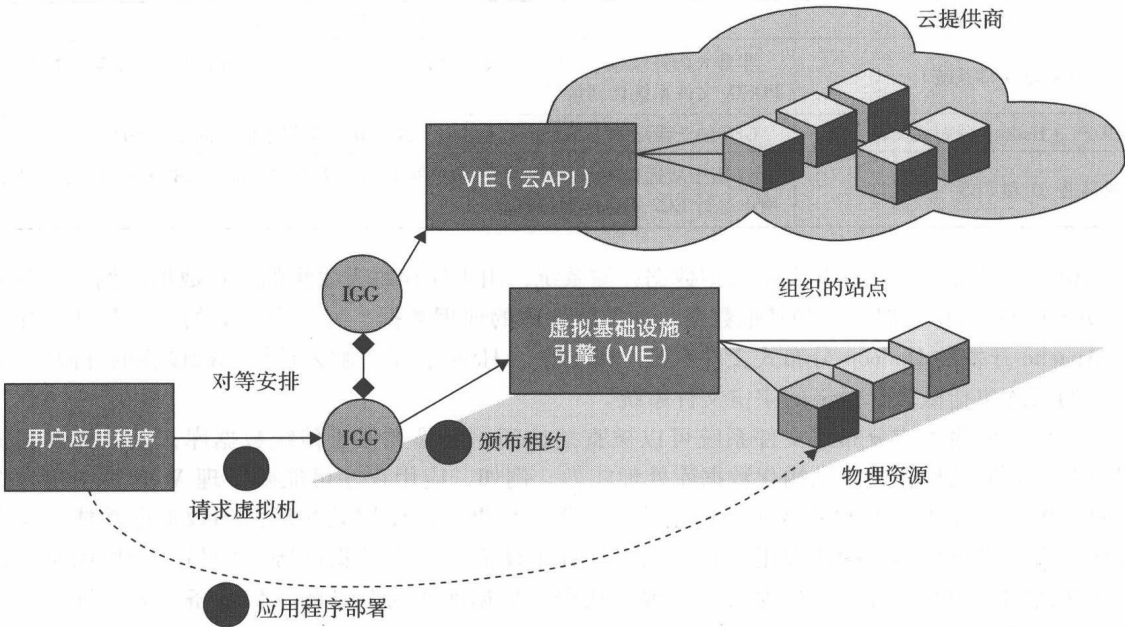 云提供商
VIE（云API）
IGG
组织的站点
虚拟基础设施
引擎（VIE）
对等安排
用户应用程序
IGG
颁布租约
请求虚拟机
物理资源
应用程序部署